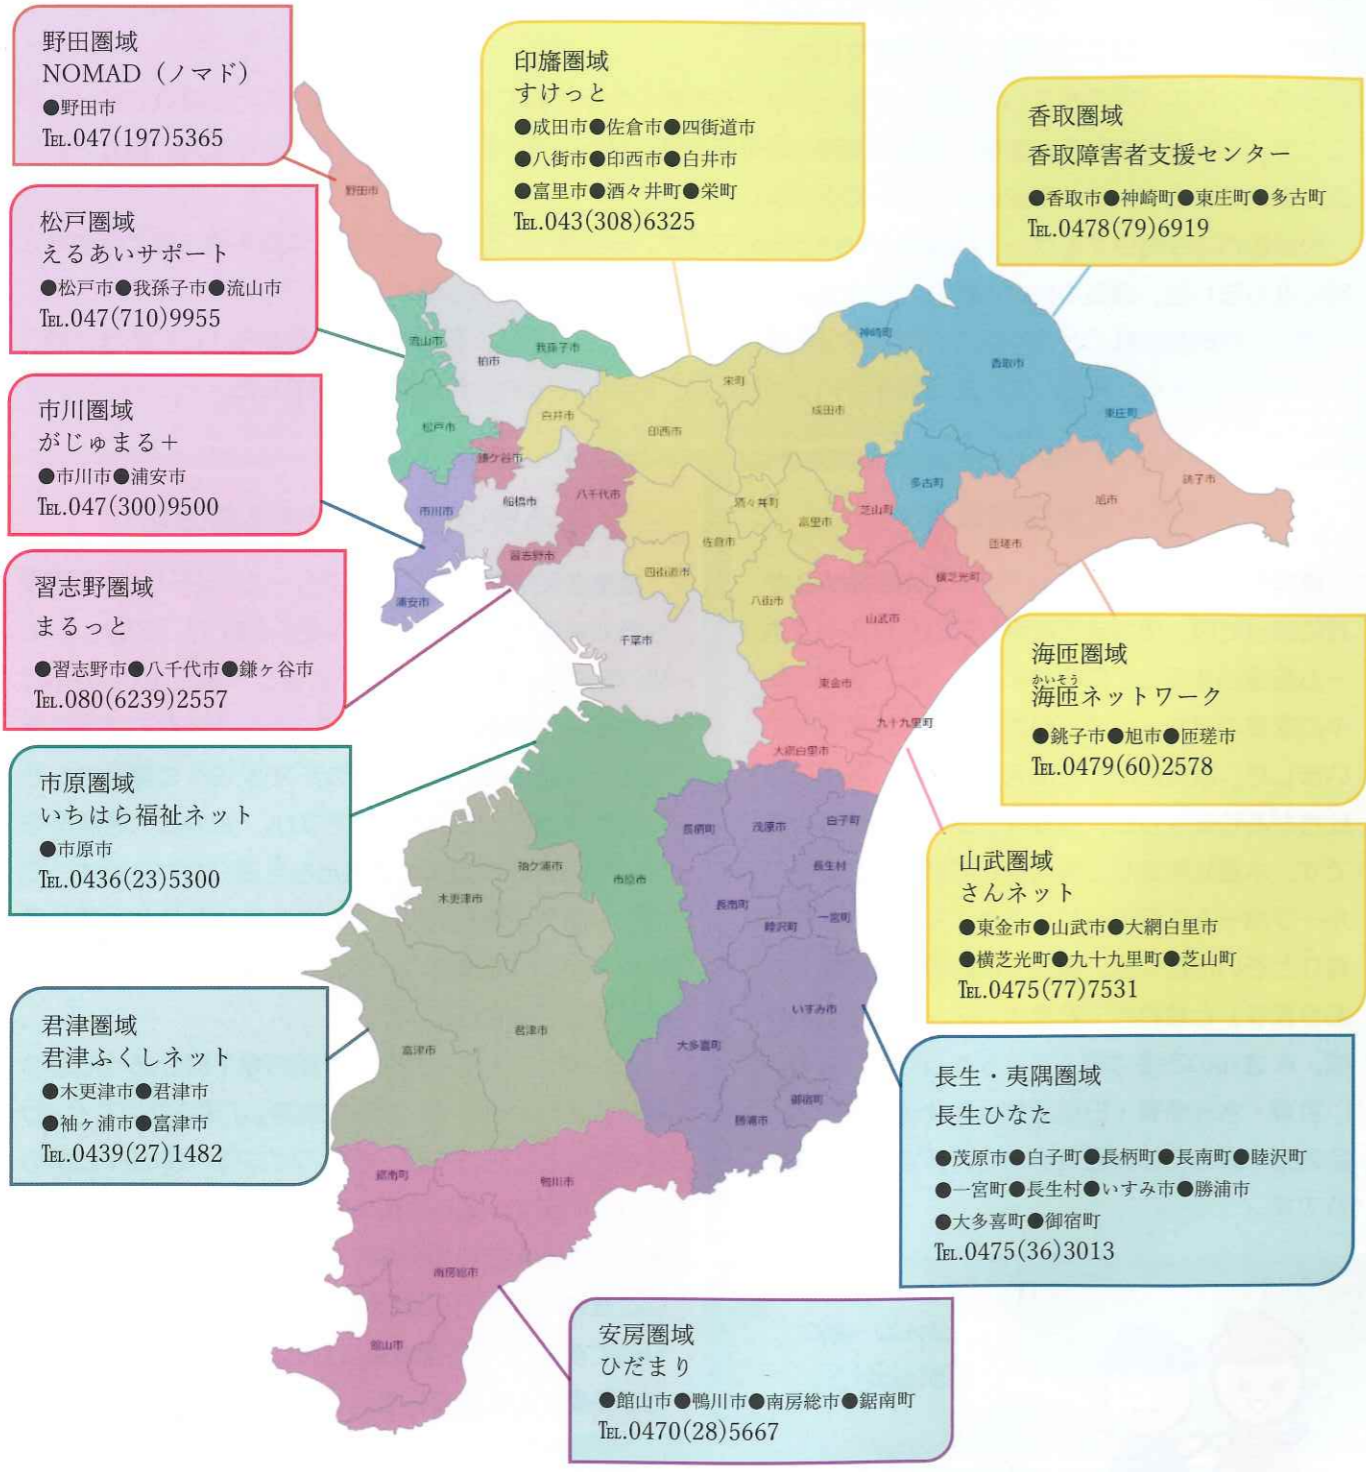 野田圏域
NOMAD（ノマド）
●野田市
℡.047(197)5365
松戸圏域
えるあいサポート
●松戸市●我孫子市●流山市
℡.047(710)9955
市川圏域
がじゅまる＋
●市川市●浦安市
℡.047(300)9500
習志野圏域
まるっと
●習志野市●八千代市●鎌ヶ谷市
℡.080(6239)2557
市原圏域
いちはら福祉ネット
●市原市
℡.0436(23)5300
君津圏域
君津ふくしネット
●木更津市●君津市
●袖ヶ浦市●富津市
℡.0439(27)1482
印旛圏域
すけっと
●成田市●佐倉市●四街道市
●八街市●印西市●白井市
●富里市●酒々井町●栄町
℡.043(308)6325
香取圏域
香取障害者支援センター
●香取市●神崎町●東庄町●多古町
℡.0478(79)6919
海匝圏域
かいそう
海匝ネットワーク
●銚子市●旭市●匝瑳市
℡.0479(60)2578
山武圏域
さんネット
●東金市●山武市●大網白里市
●横芝光町●九十九里町●芝山町
℡.0475(77)7531
長生・夷隅圏域
長生ひなた
●茂原市●白子町●長柄町●長南町●睦沢町
●一宮町●長生村●いすみ市●勝浦市
●大多喜町●御宿町
℡.0475(36)3013
安房圏域
ひだまり
●館山市●鴨川市●南房総市●鋸南町
℡.0470(28)5667
野田市
流山市
柏市
我孫子市
松戸市
鎌ケ谷市
白井市
印西市
栄町
成田市
神崎町
香取市
東庄町
多古町
銚子市
旭市
匝瑳市
市川市
船橋市
八千代市
習志野市
浦安市
千葉市
四街道市
佐倉市
酒々井町
富里市
八街市
芝山町
横芝光町
山武市
東金市
九十九里町
大網白里市
長柄町
茂原市
白子町
長生村
長南町
睦沢町
一宮町
市原市
袖ケ浦市
木更津市
君津市
富津市
いすみ市
大多喜町
御宿町
勝浦市
鋸南町
鴨川市
南房総市
館山市